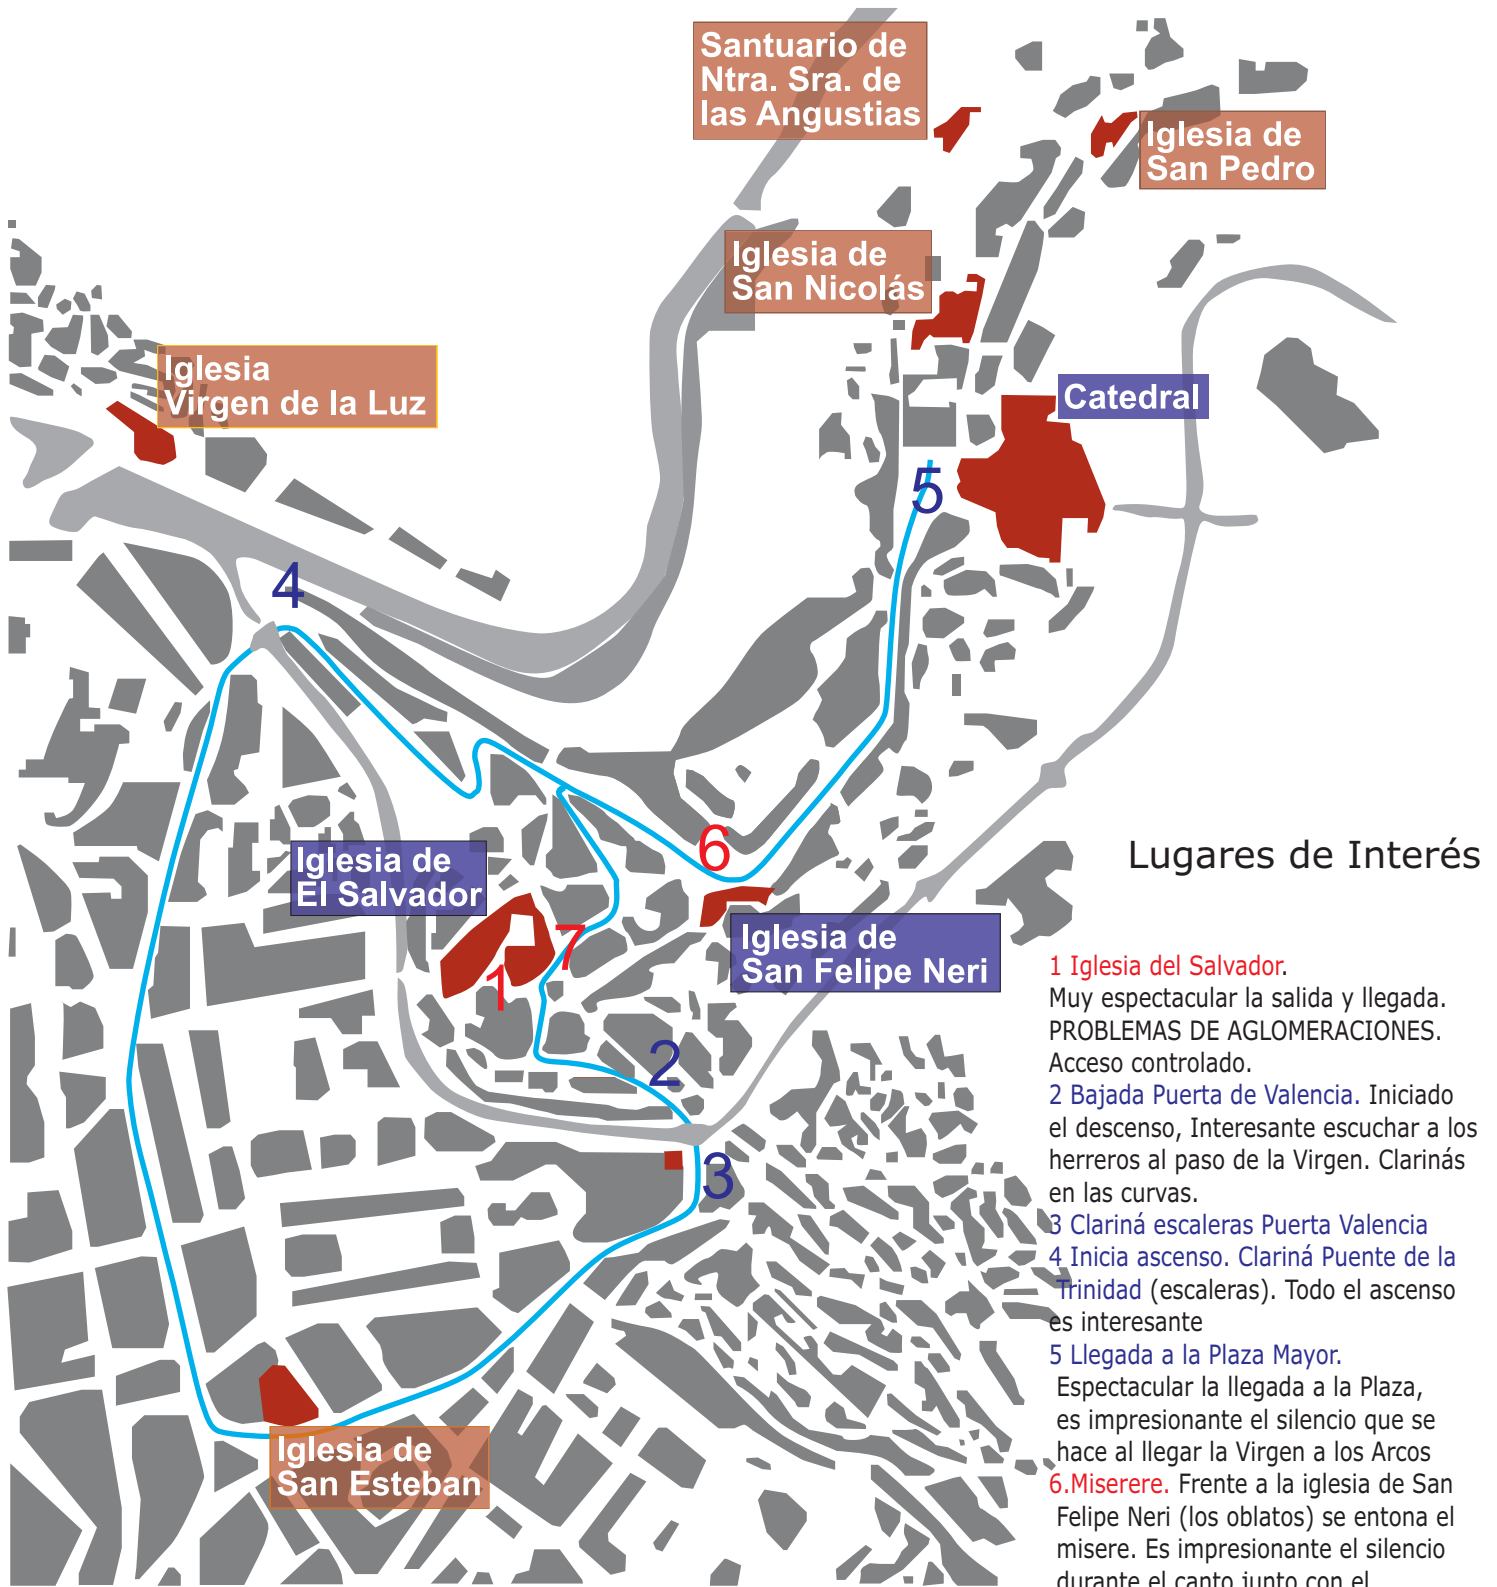 Santuario de
Ntra. Sra. de
las Angustias
Iglesia de
San Pedro
Iglesia de
San Nicolás
Iglesia
Virgen de la Luz
Catedral
5
4
6
Iglesia de
El Salvador
7
1
Iglesia de
San Felipe Neri
2
3
Iglesia de
San Esteban
Lugares de Interés
1 Iglesia del Salvador.
Muy espectacular la salida y llegada.
PROBLEMAS DE AGLOMERACIONES.
Acceso controlado.
2 Bajada Puerta de Valencia. Iniciado
el descenso, Interesante escuchar a los
herreros al paso de la Virgen. Clarinás
en las curvas.
3 Clariná escaleras Puerta Valencia
4 Inicia ascenso. Clariná Puente de la
Trinidad (escaleras). Todo el ascenso
es interesante
5 Llegada a la Plaza Mayor.
Espectacular la llegada a la Plaza,
es impresionante el silencio que se
hace al llegar la Virgen a los Arcos
6.Miserere. Frente a la iglesia de San
Felipe Neri (los oblatos) se entona el
misere. Es impresionante el silencio
durante el canto junto con el